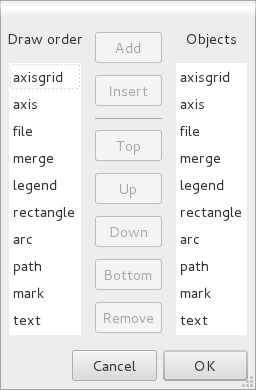 Draw order
axisgrid
axis
file
merge
legend
rectangle
arc
path
mark
text
Add
Insert
Top
Up
Down
Bottom
Remove
Objects
axisgrid
axis
file
merge
legend
rectangle
arc
path
mark
text
Cancel
OK